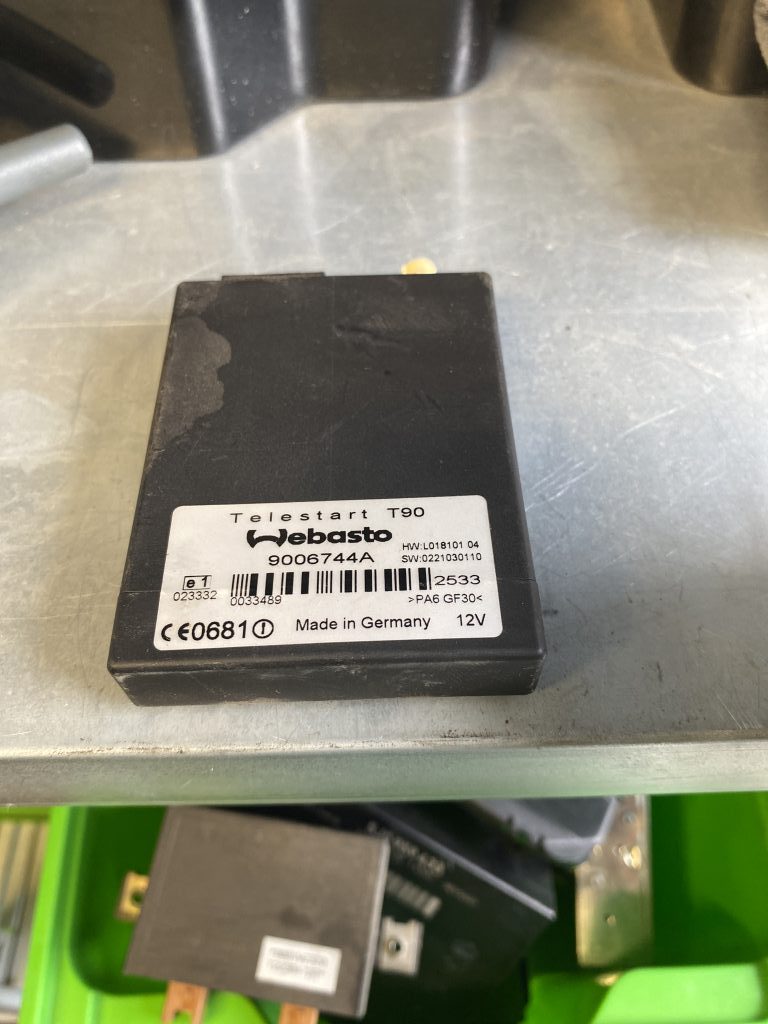 Telestart T90
Webasto
HW:L018101 04
9006744A
SW:0221030110
e1
2533
023332
0033489
>PA6 GF30<
CE0681 Made in Germany 12V